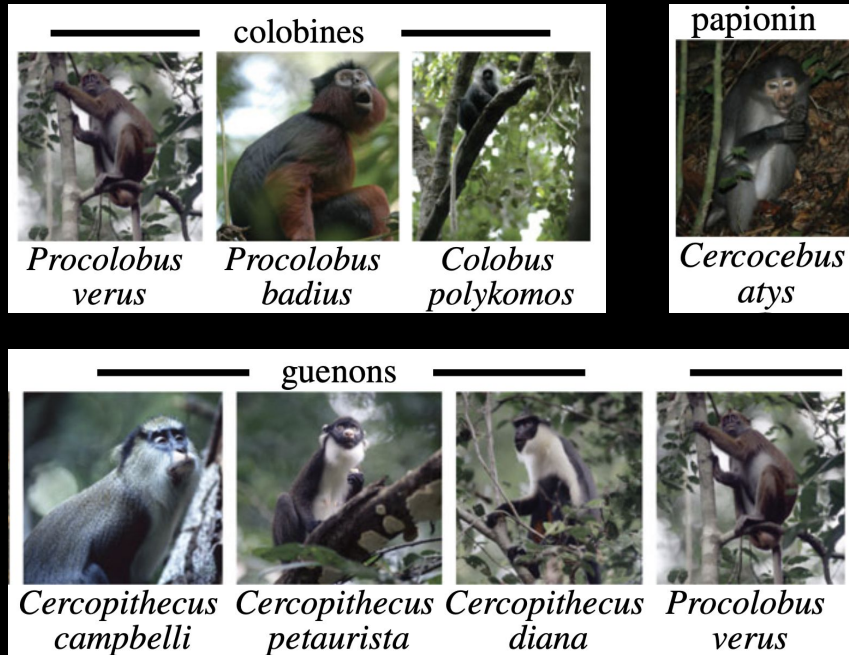 colobines
papionin
Procolobus verus
Procolobus badius
Colobus polykomos
Cercocebus atys
guenons
Cercopithecus campbelli
Cercopithecus petaurista
Cercopithecus diana
Procolobus verus